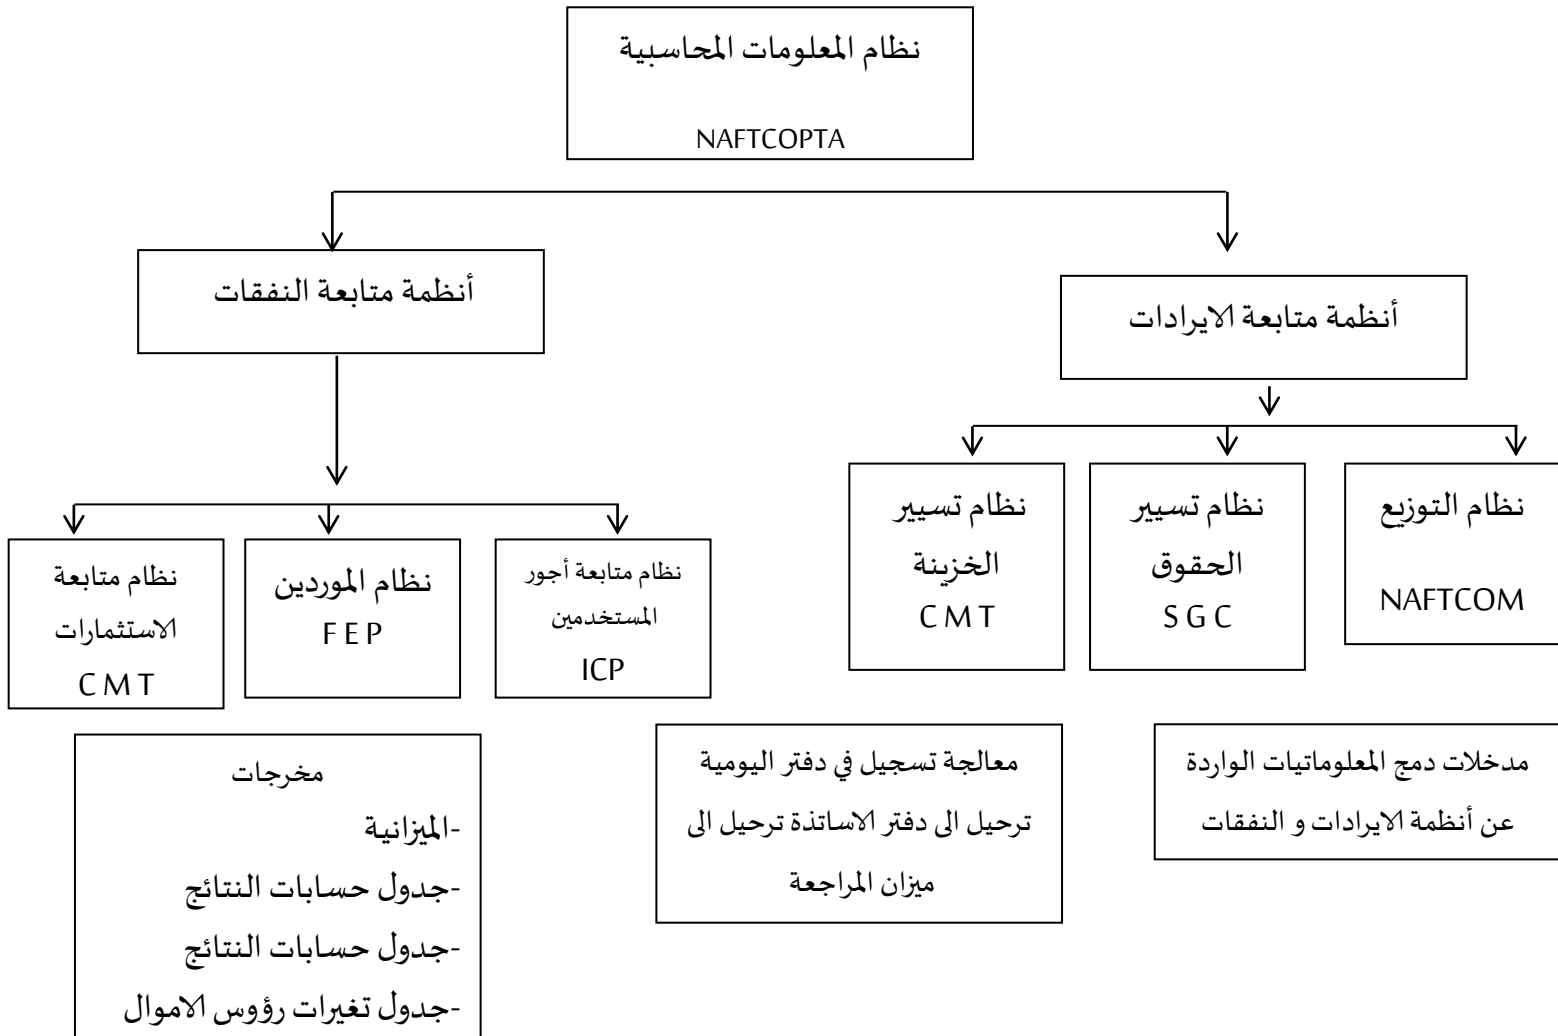 نظام المعلومات المحاسبية
NAFTCOPTA
أنظمة متابعة الايرادات
أنظمة متابعة النفقات
نظام التوزيع
NAFTCOM
نظام تسيير
الحقوق
S G C
نظام تسيير
الخزينة
C M T
نظام متابعة أجور
المستخدمين
ICP
نظام الموردين
F E P
نظام متابعة
الاستثمارات
C M T
مدخلات دمج المعلوماتيات الواردة
عن أنظمة الايرادات و النفقات
معالجة تسجيل في دفتر اليومية
ترحيل الى دفتر الاساتذة ترحيل الى
ميزان المراجعة
مخرجات
-الميزانية
-جدول حسابات النتائج
-جدول حسابات النتائج
-جدول تغيرات رؤوس الاموال